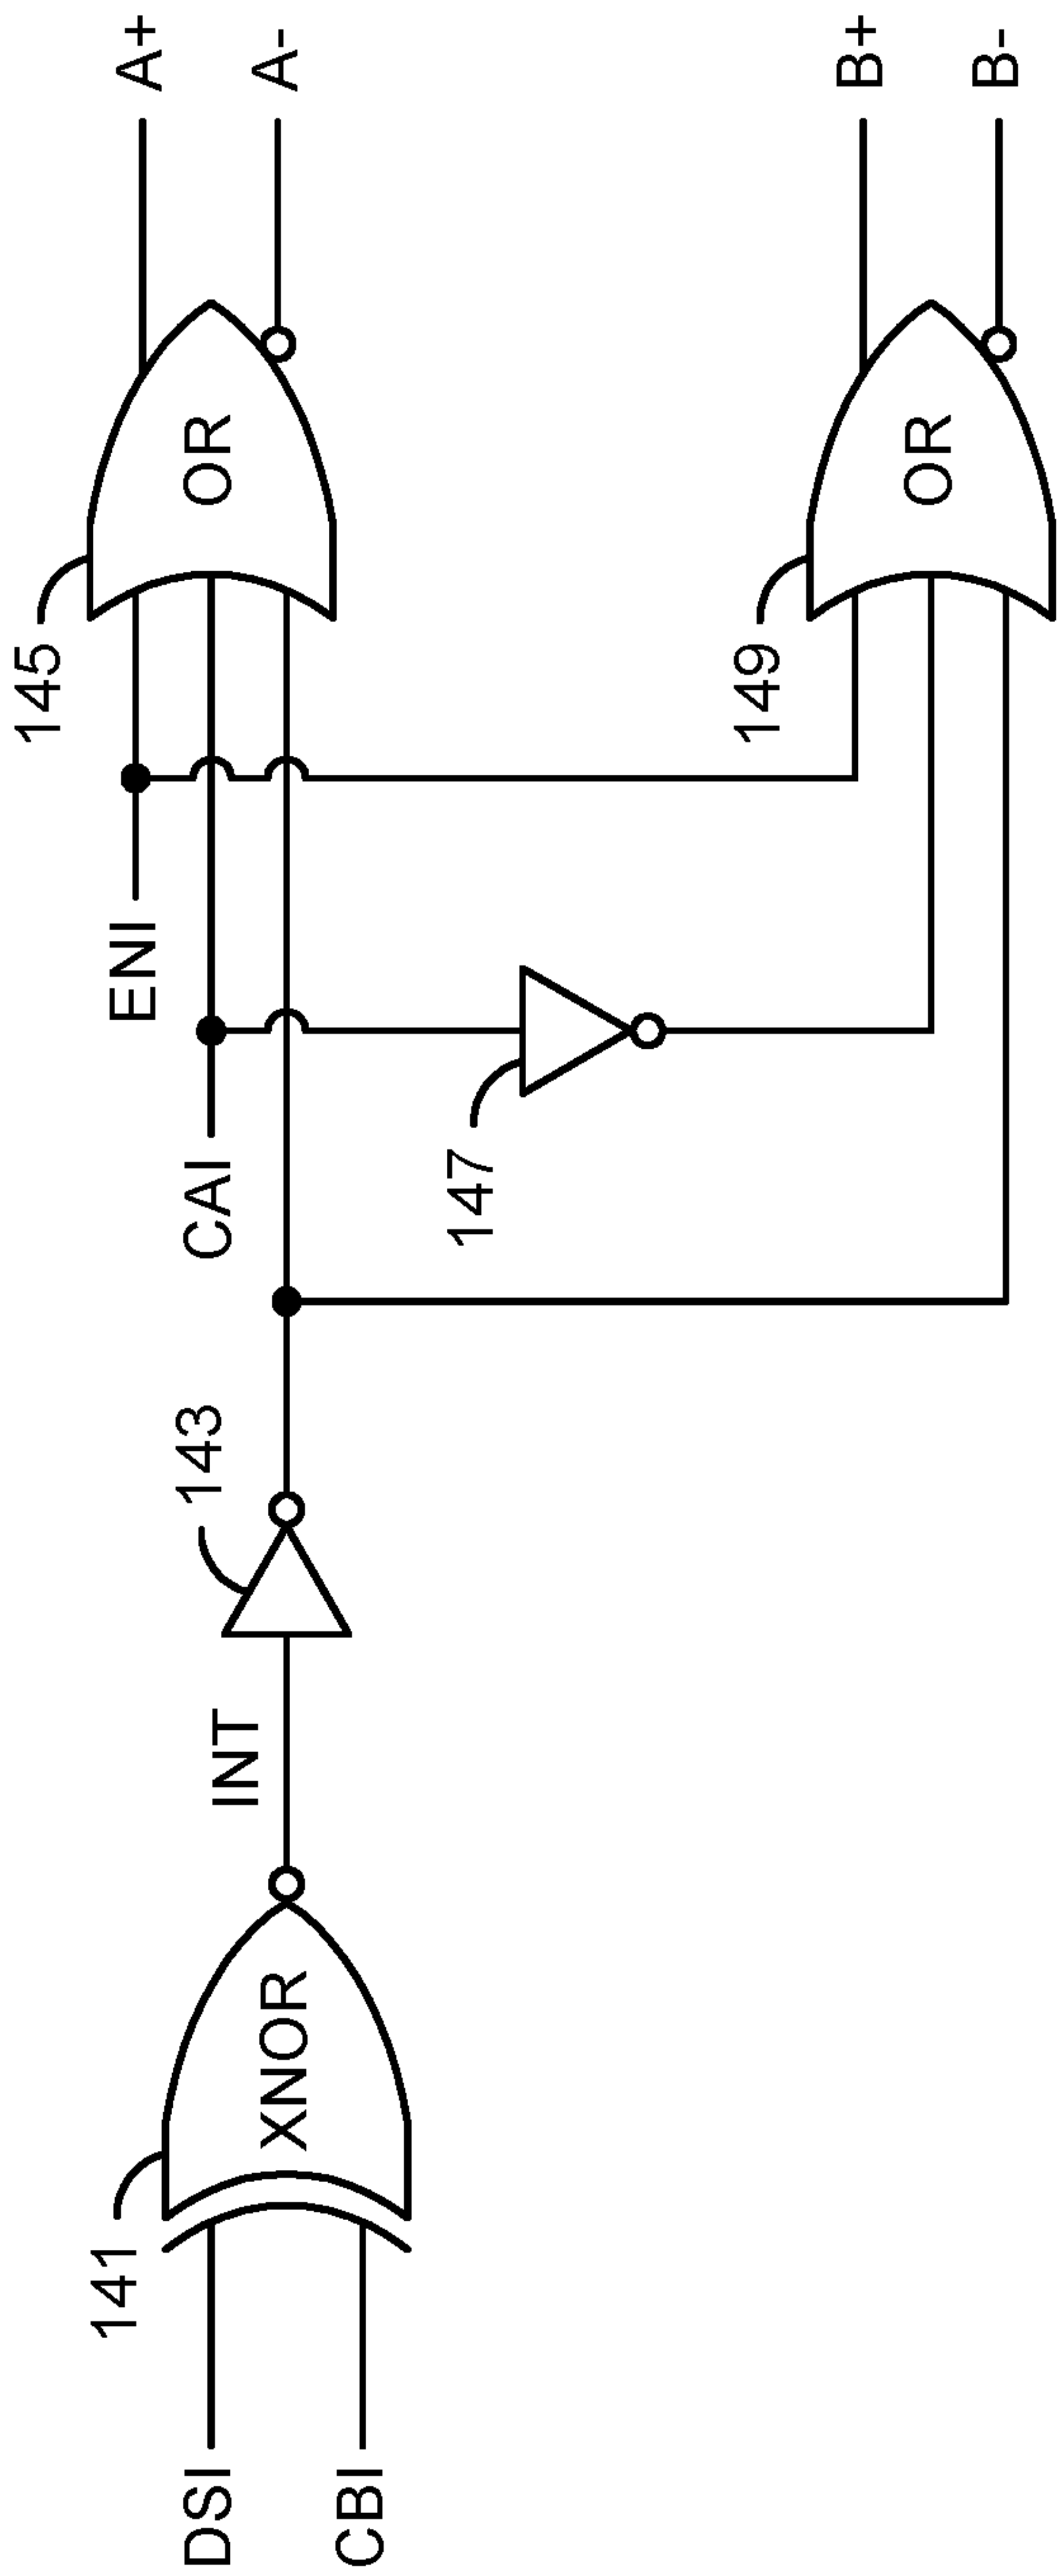 DSI
CBI
141
XNOR
INT
143
CAI
ENI
147
145
OR
A+
A-
149
OR
B+
B-